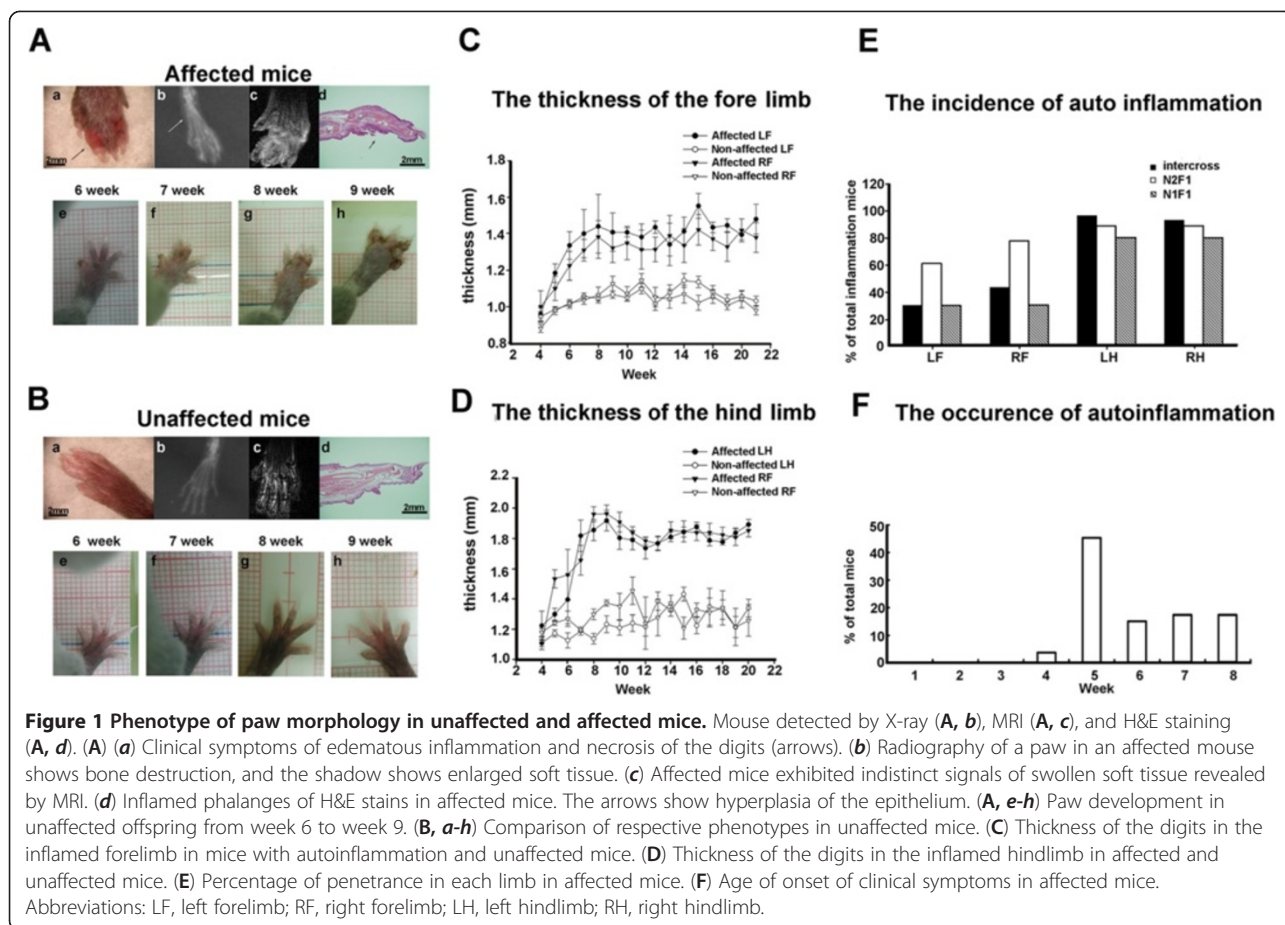 A
Affected mice
a
b
c
d
2mm
2mm
6 week
7 week
8 week
9 week
e
f
g
h
B
Unaffected mice
a
b
c
d
2mm
2mm
6 week
7 week
8 week
9 week
e
f
g
h
C
The thickness of the fore limb
Affected LF
Non-affected LF
Affected RF
Non-affected RF
thickness (mm)
1.8
1.6
1.4
1.2
1.0
0.8
2 4 6 8 10 12 14 16 18 20 22
Week
D
The thickness of the hind limb
Affected LH
Non-affected LH
Affected RF
Non-affected RF
thickness (mm)
2.2
2.0
1.8
1.6
1.4
1.2
1.0
2 4 6 8 10 12 14 16 18 20 22
Week
E
The incidence of auto inflammation
intercross
N2F1
N1F1
% of total inflammation mice
120
100
80
60
40
20
0
LF RF LH RH
F
The occurence of autoinflammation
% of total mice
50
40
30
20
10
0
1 2 3 4 5 6 7 8
Week
Figure 1 Phenotype of paw morphology in unaffected and affected mice. Mouse detected by X-ray (A, b), MRI (A, c), and H&E staining
(A, d). (A) (a) Clinical symptoms of edematous inflammation and necrosis of the digits (arrows). (b) Radiography of a paw in an affected mouse
shows bone destruction, and the shadow shows enlarged soft tissue. (c) Affected mice exhibited indistinct signals of swollen soft tissue revealed
by MRI. (d) Inflamed phalanges of H&E stains in affected mice. The arrows show hyperplasia of the epithelium. (A, e-h) Paw development in
unaffected offspring from week 6 to week 9. (B, a-h) Comparison of respective phenotypes in unaffected mice. (C) Thickness of the digits in the
inflamed forelimb in mice with autoinflammation and unaffected mice. (D) Thickness of the digits in the inflamed hindlimb in affected and
unaffected mice. (E) Percentage of penetrance in each limb in affected mice. (F) Age of onset of clinical symptoms in affected mice.
Abbreviations: LF, left forelimb; RF, right forelimb; LH, left hindlimb; RH, right hindlimb.